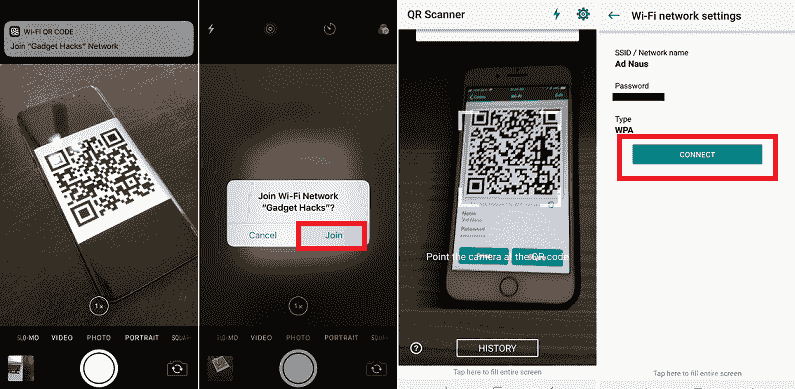 WI-FI QR CODE
Join "Gadget Hacks" Network
1×
SLO-MO VIDEO PHOTO PORTRAIT
Join Wi-Fi Network
"Gadget Hacks"?
Cancel Join
1×
SLO-MO VIDEO PHOTO PORTRAIT
QR Scanner
Name
Password
Point the camera at the QR code
HISTORY
Tap here to fill entire screen
Wi-Fi network settings
SSID / Network name
Ad Naus
Password
Type
WPA
CONNECT
Tap here to fill entire screen